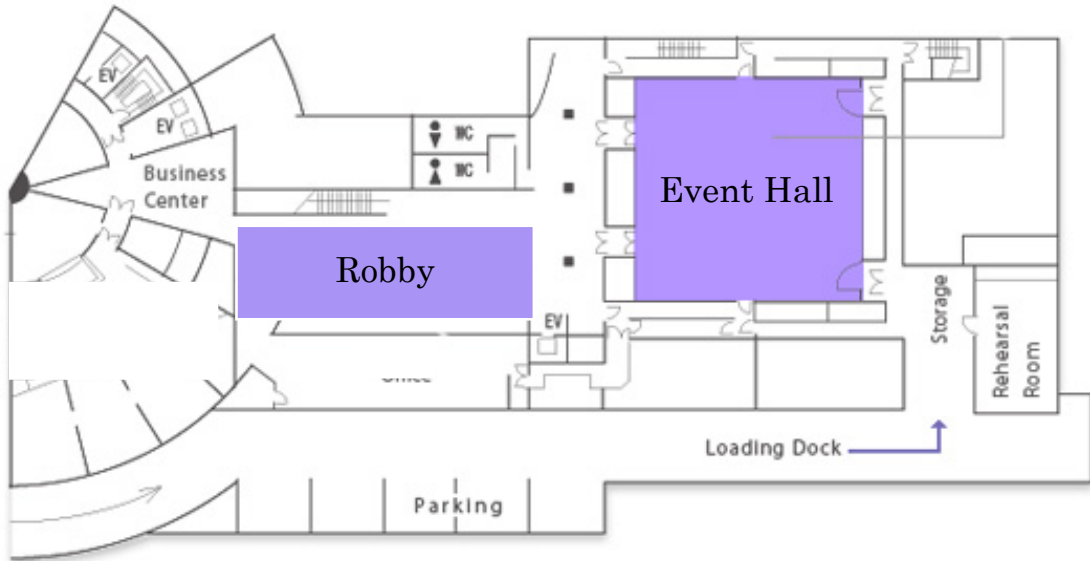 EV
EV
WC
WC
Business
Center
Event Hall
Robby
EV
Storage
Rehearsal
Room
Loading Dock
Parking